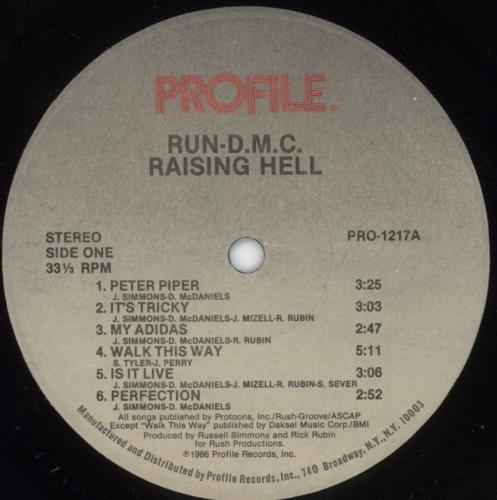 PROFILE
RUN-D.M.C.
RAISING HELL
STEREO
SIDE ONE
33⅓ RPM
PRO-1217A
1. PETER PIPER 3:25
J. SIMMONS-D. McDANIELS
2. IT'S TRICKY 3:03
J. SIMMONS-D. McDANIELS-J. MIZELL-R. RUBIN
3. MY ADIDAS 2:47
J. SIMMONS-D. McDANIELS-R. RUBIN
4. WALK THIS WAY 5:11
S. TYLER-J. PERRY
5. IS IT LIVE 3:06
J. SIMMONS-D. McDANIELS-J. MIZELL-R. RUBIN-S. SEVER
6. PERFECTION 2:52
J. SIMMONS-D. McDANIELS
All songs published by Protoons, Inc./Rush-Groove/ASCAP
Except "Walk This Way" published by Daksel Music Corp./BMI
Produced by Russell Simmons and Rick Rubin
for Rush Productions.
℗1986 Profile Records, Inc.
Manufactured and Distributed by Profile Records, Inc., 740 Broadway, N.Y., N.Y. 10003